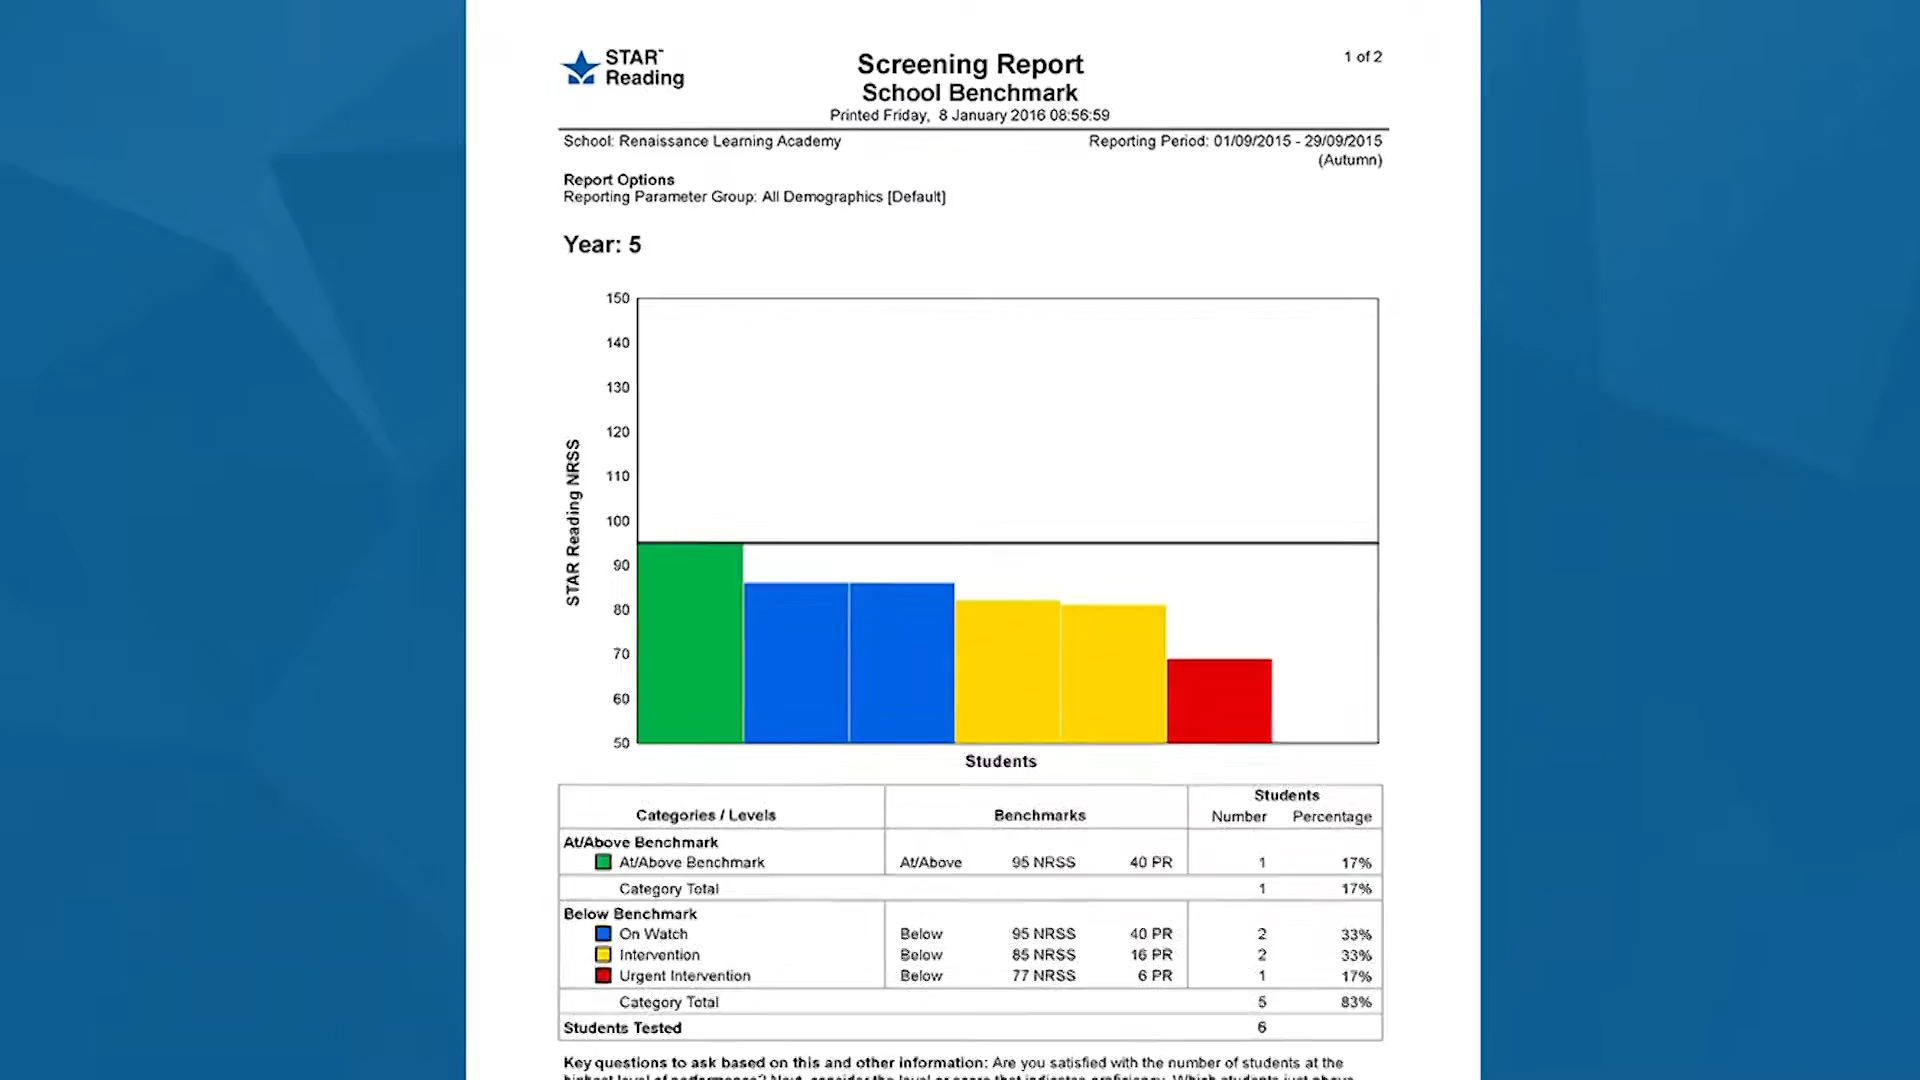 STAR™
Reading
Screening Report
School Benchmark
Printed Friday, 8 January 2016 08:56:59
1 of 2
School: Renaissance Learning Academy
Reporting Period: 01/09/2015 - 29/09/2015
(Autumn)
Report Options
Reporting Parameter Group: All Demographics [Default]
Year: 5
150
140
130
120
110
100
90
80
70
60
50
STAR Reading NRSS
Students
Categories / Levels Benchmarks Students
Number Percentage
At/Above Benchmark
At/Above Benchmark At/Above 95 NRSS 40 PR 1 17%
Category Total 1 17%
Below Benchmark
On Watch Below 95 NRSS 40 PR 2 33%
Intervention Below 85 NRSS 16 PR 2 33%
Urgent Intervention Below 77 NRSS 6 PR 1 17%
Category Total 5 83%
Students Tested 6
Key questions to ask based on this and other information: Are you satisfied with the number of students at the